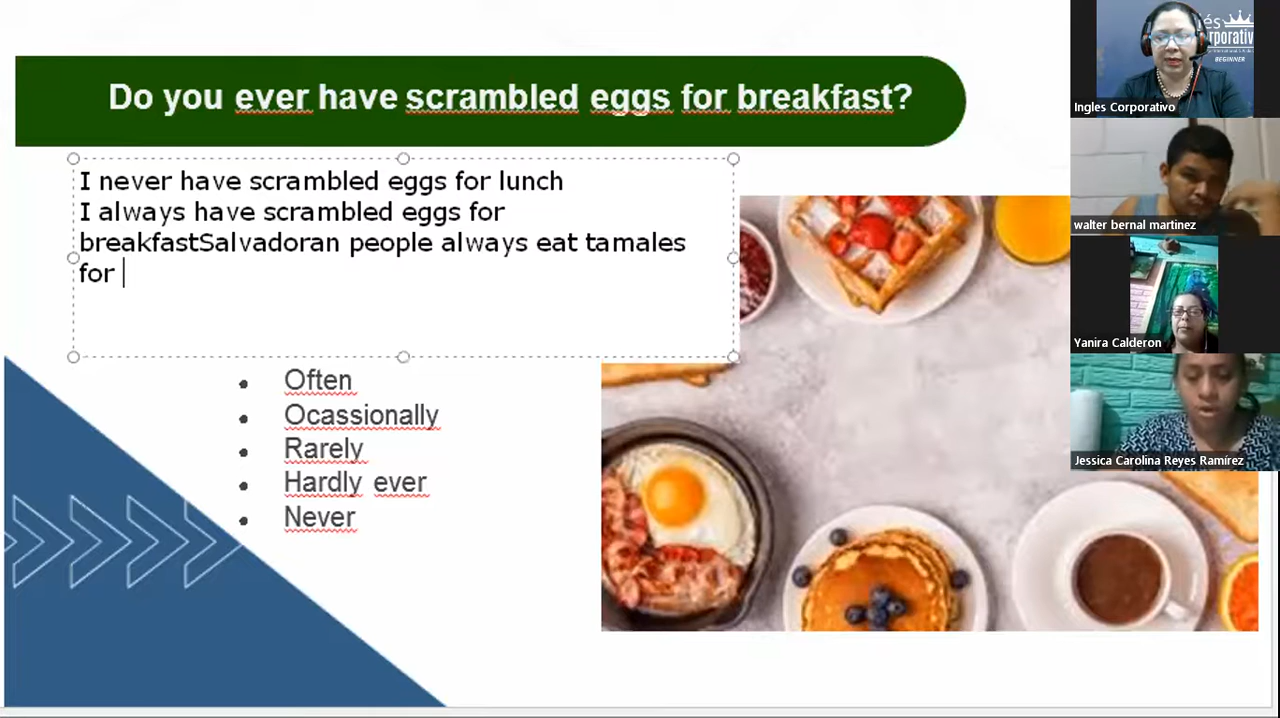 Do you ever have scrambled eggs for breakfast?
I never have scrambled eggs for lunch
I always have scrambled eggs for
breakfastSalvadoran people always eat tamales
for
Often
Ocassionally
Rarely
Hardly ever
Never
BEGINNER
Ingles Corporativo
walter bernal martinez
Yanira Calderon
Jessica Carolina Reyes Ramírez